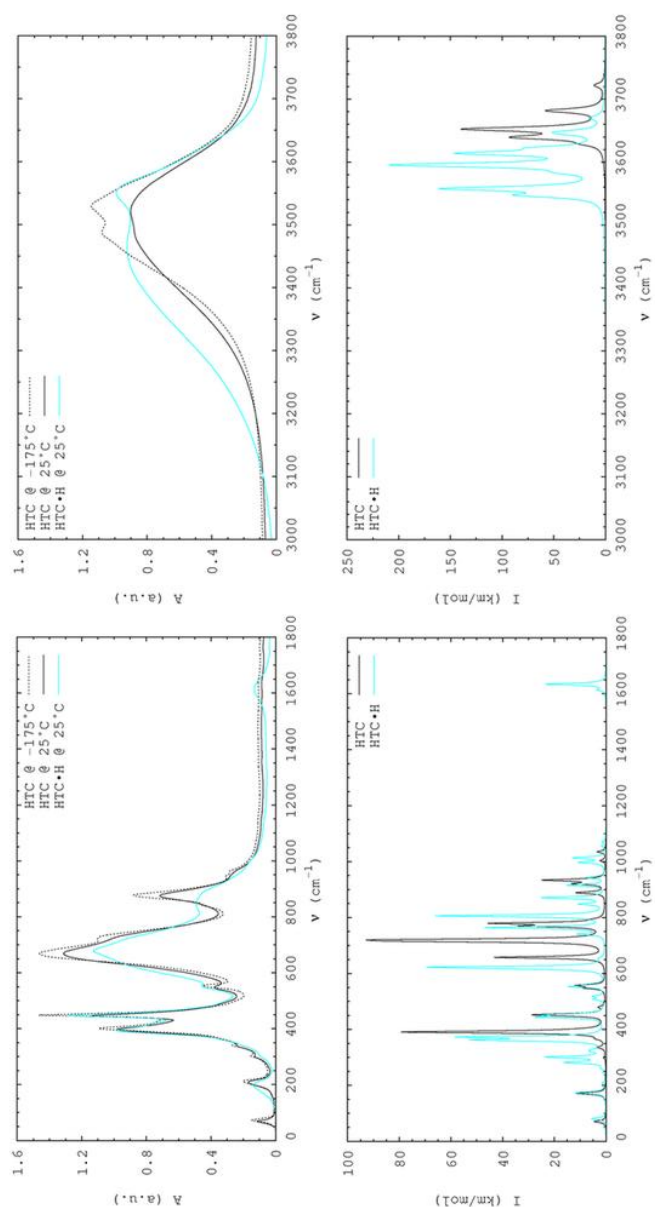 1.6
1.2
0.8
0.4
0
A (a.u.)
HTC @ −175°C
HTC @ 25°C
HTC•H @ 25°C
0 200 400 600 800 1000 1200 1400 1600 1800
ν (cm⁻¹)
1.6
1.2
0.8
0.4
0
A (a.u.)
HTC @ −175°C
HTC @ 25°C
HTC•H @ 25°C
3000 3100 3200 3300 3400 3500 3600 3700 3800
ν (cm⁻¹)
100
80
60
40
20
0
I (km/mol)
HTC
HTC•H
0 200 400 600 800 1000 1200 1400 1600 1800
ν (cm⁻¹)
250
200
150
100
50
0
I (km/mol)
HTC
HTC•H
3000 3100 3200 3300 3400 3500 3600 3700 3800
ν (cm⁻¹)